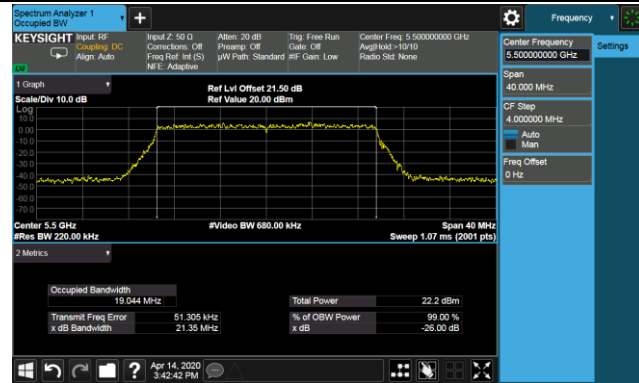 Spectrum Analyzer 1
Occupied BW
+
Frequency
KEYSIGHT
Input: RF
Coupling: DC
Align: Auto
Input Z: 50 Ω
Corrections: Off
Freq Ref: Int (S)
NFE: Adaptive
Atten: 20 dB
Preamp: Off
µW Path: Standard
Trig: Free Run
Gate: Off
#IF Gain: Low
Center Freq: 5.500000000 GHz
Avg|Hold:>10/10
Radio Std: None
LXI
Center Frequency
5.500000000 GHz
Settings
Span
40.000 MHz
CF Step
4.000000 MHz
Auto
Man
Freq Offset
0 Hz
1 Graph
Scale/Div 10.0 dB
Ref Lvl Offset 21.50 dB
Ref Value 20.00 dBm
Log
10.0
0.00
-10.0
-20.0
-30.0
-40.0
-50.0
-60.0
-70.0
Center 5.5 GHz
#Video BW 680.00 kHz
Span 40 MHz
#Res BW 220.00 kHz
Sweep 1.07 ms (2001 pts)
2 Metrics
Occupied Bandwidth
19.044 MHz
Total Power 22.2 dBm
Transmit Freq Error 51.305 kHz
% of OBW Power 99.00 %
x dB Bandwidth 21.35 MHz
x dB -26.00 dB
?
Apr 14, 2020
3:42:42 PM